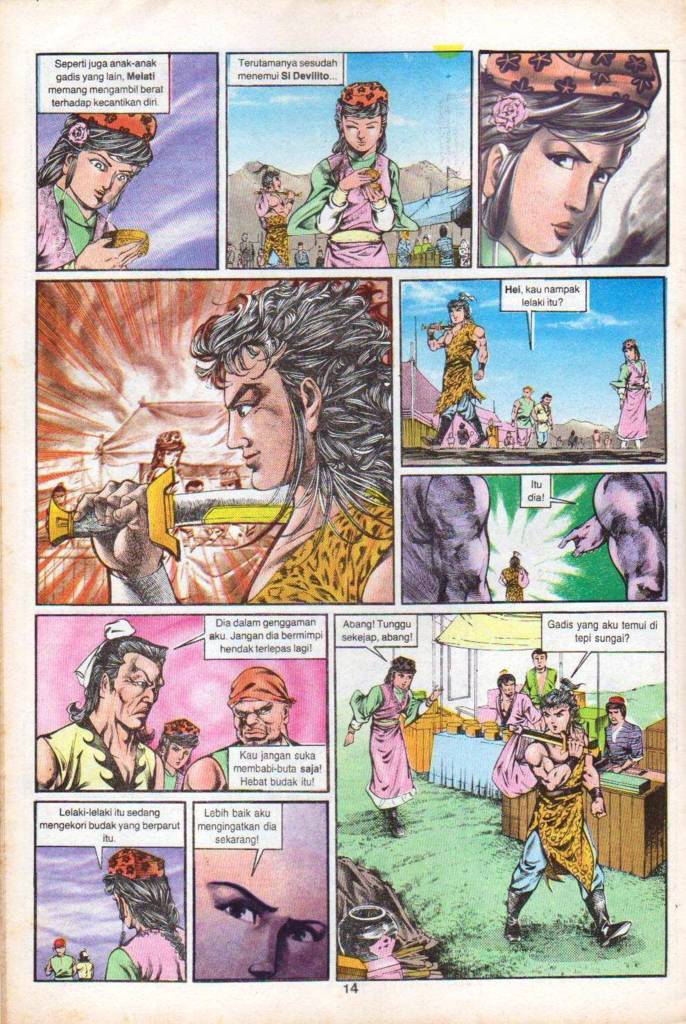 Seperti juga anak-anak
gadis yang lain, Melati
memang mengambil berat
terhadap kecantikan diri.
Terutamanya sesudah
menemui Si Devilito...
Hei, kau nampak
lelaki itu?
Itu
dia!
Dia dalam genggaman
aku. Jangan dia bermimpi
hendak terlepas lagi!
Kau jangan suka
membabi-buta saja!
Hebat budak itu!
Abang! Tunggu
sekejap, abang!
Gadis yang aku temui di
tepi sungai?
Lelaki-lelaki itu sedang
mengekori budak yang berparut
itu.
Lebih baik aku
mengingatkan dia
sekarang!
14